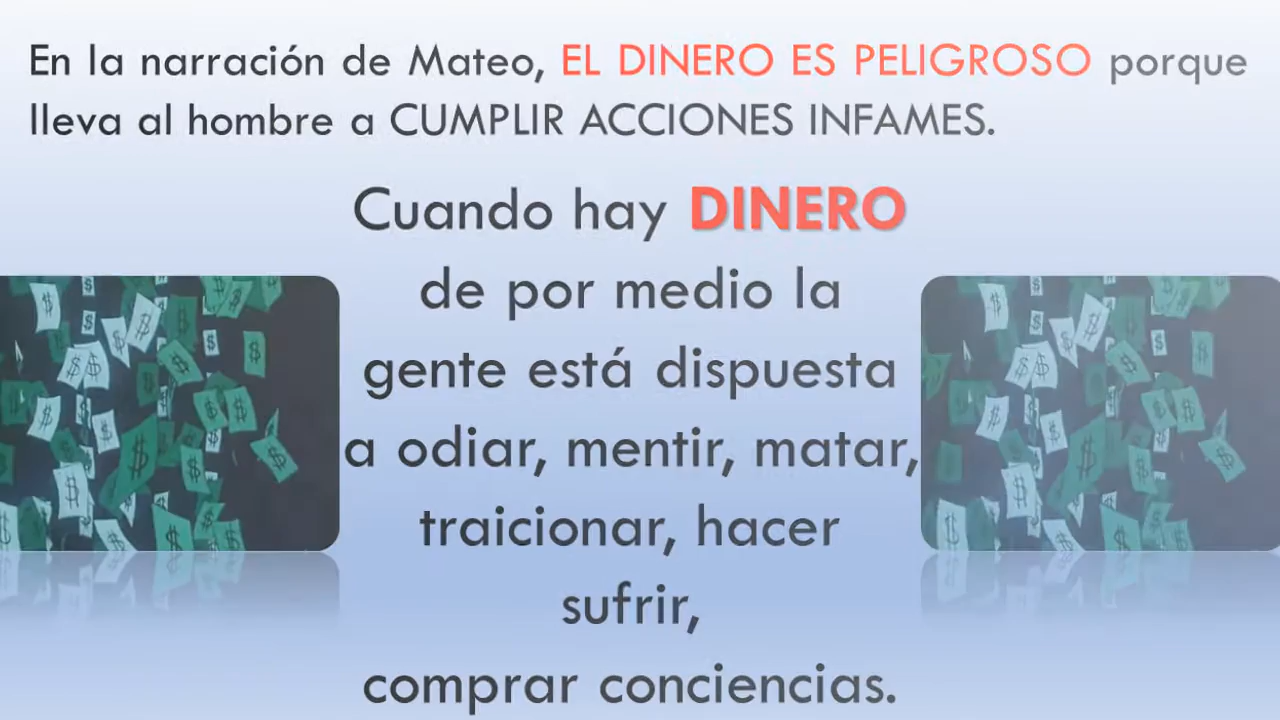 En la narración de Mateo, EL DINERO ES PELIGROSO porque
lleva al hombre a CUMPLIR ACCIONES INFAMES.
Cuando hay DINERO
de por medio la
gente está dispuesta
a odiar, mentir, matar,
traicionar, hacer
sufrir,
comprar conciencias.